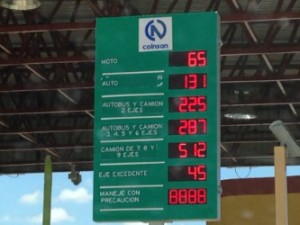 coinsan
MOTO 65
AUTO 131
AUTOBUS Y CAMION
2 EJES 225
AUTOBUS Y CAMION
3, 4, 5 Y 6 EJES 287
CAMION DE 7 8 Y
9 EJES 512
EJE EXCEDENTE 45
MANEJE CON
PRECAUCION 8888